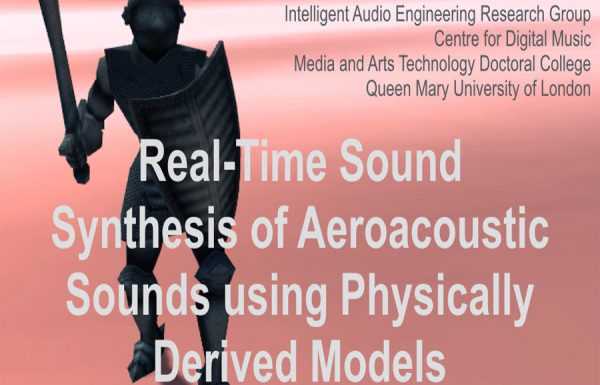 Intelligent Audio Engineering Research Group
Centre for Digital Music
Media and Arts Technology Doctoral College
Queen Mary University of London
Real-Time Sound
Synthesis of Aeroacoustic
Sounds using Physically
Derived Models